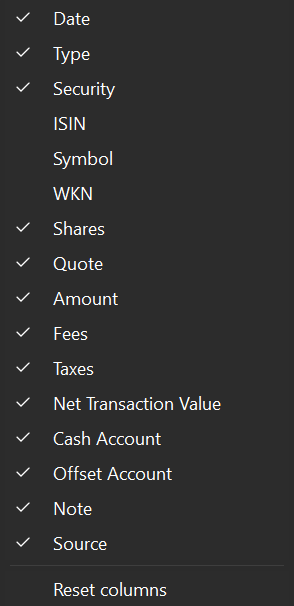 Date
Type
Security
ISIN
Symbol
WKN
Shares
Quote
Amount
Fees
Taxes
Net Transaction Value
Cash Account
Offset Account
Note
Source
Reset columns